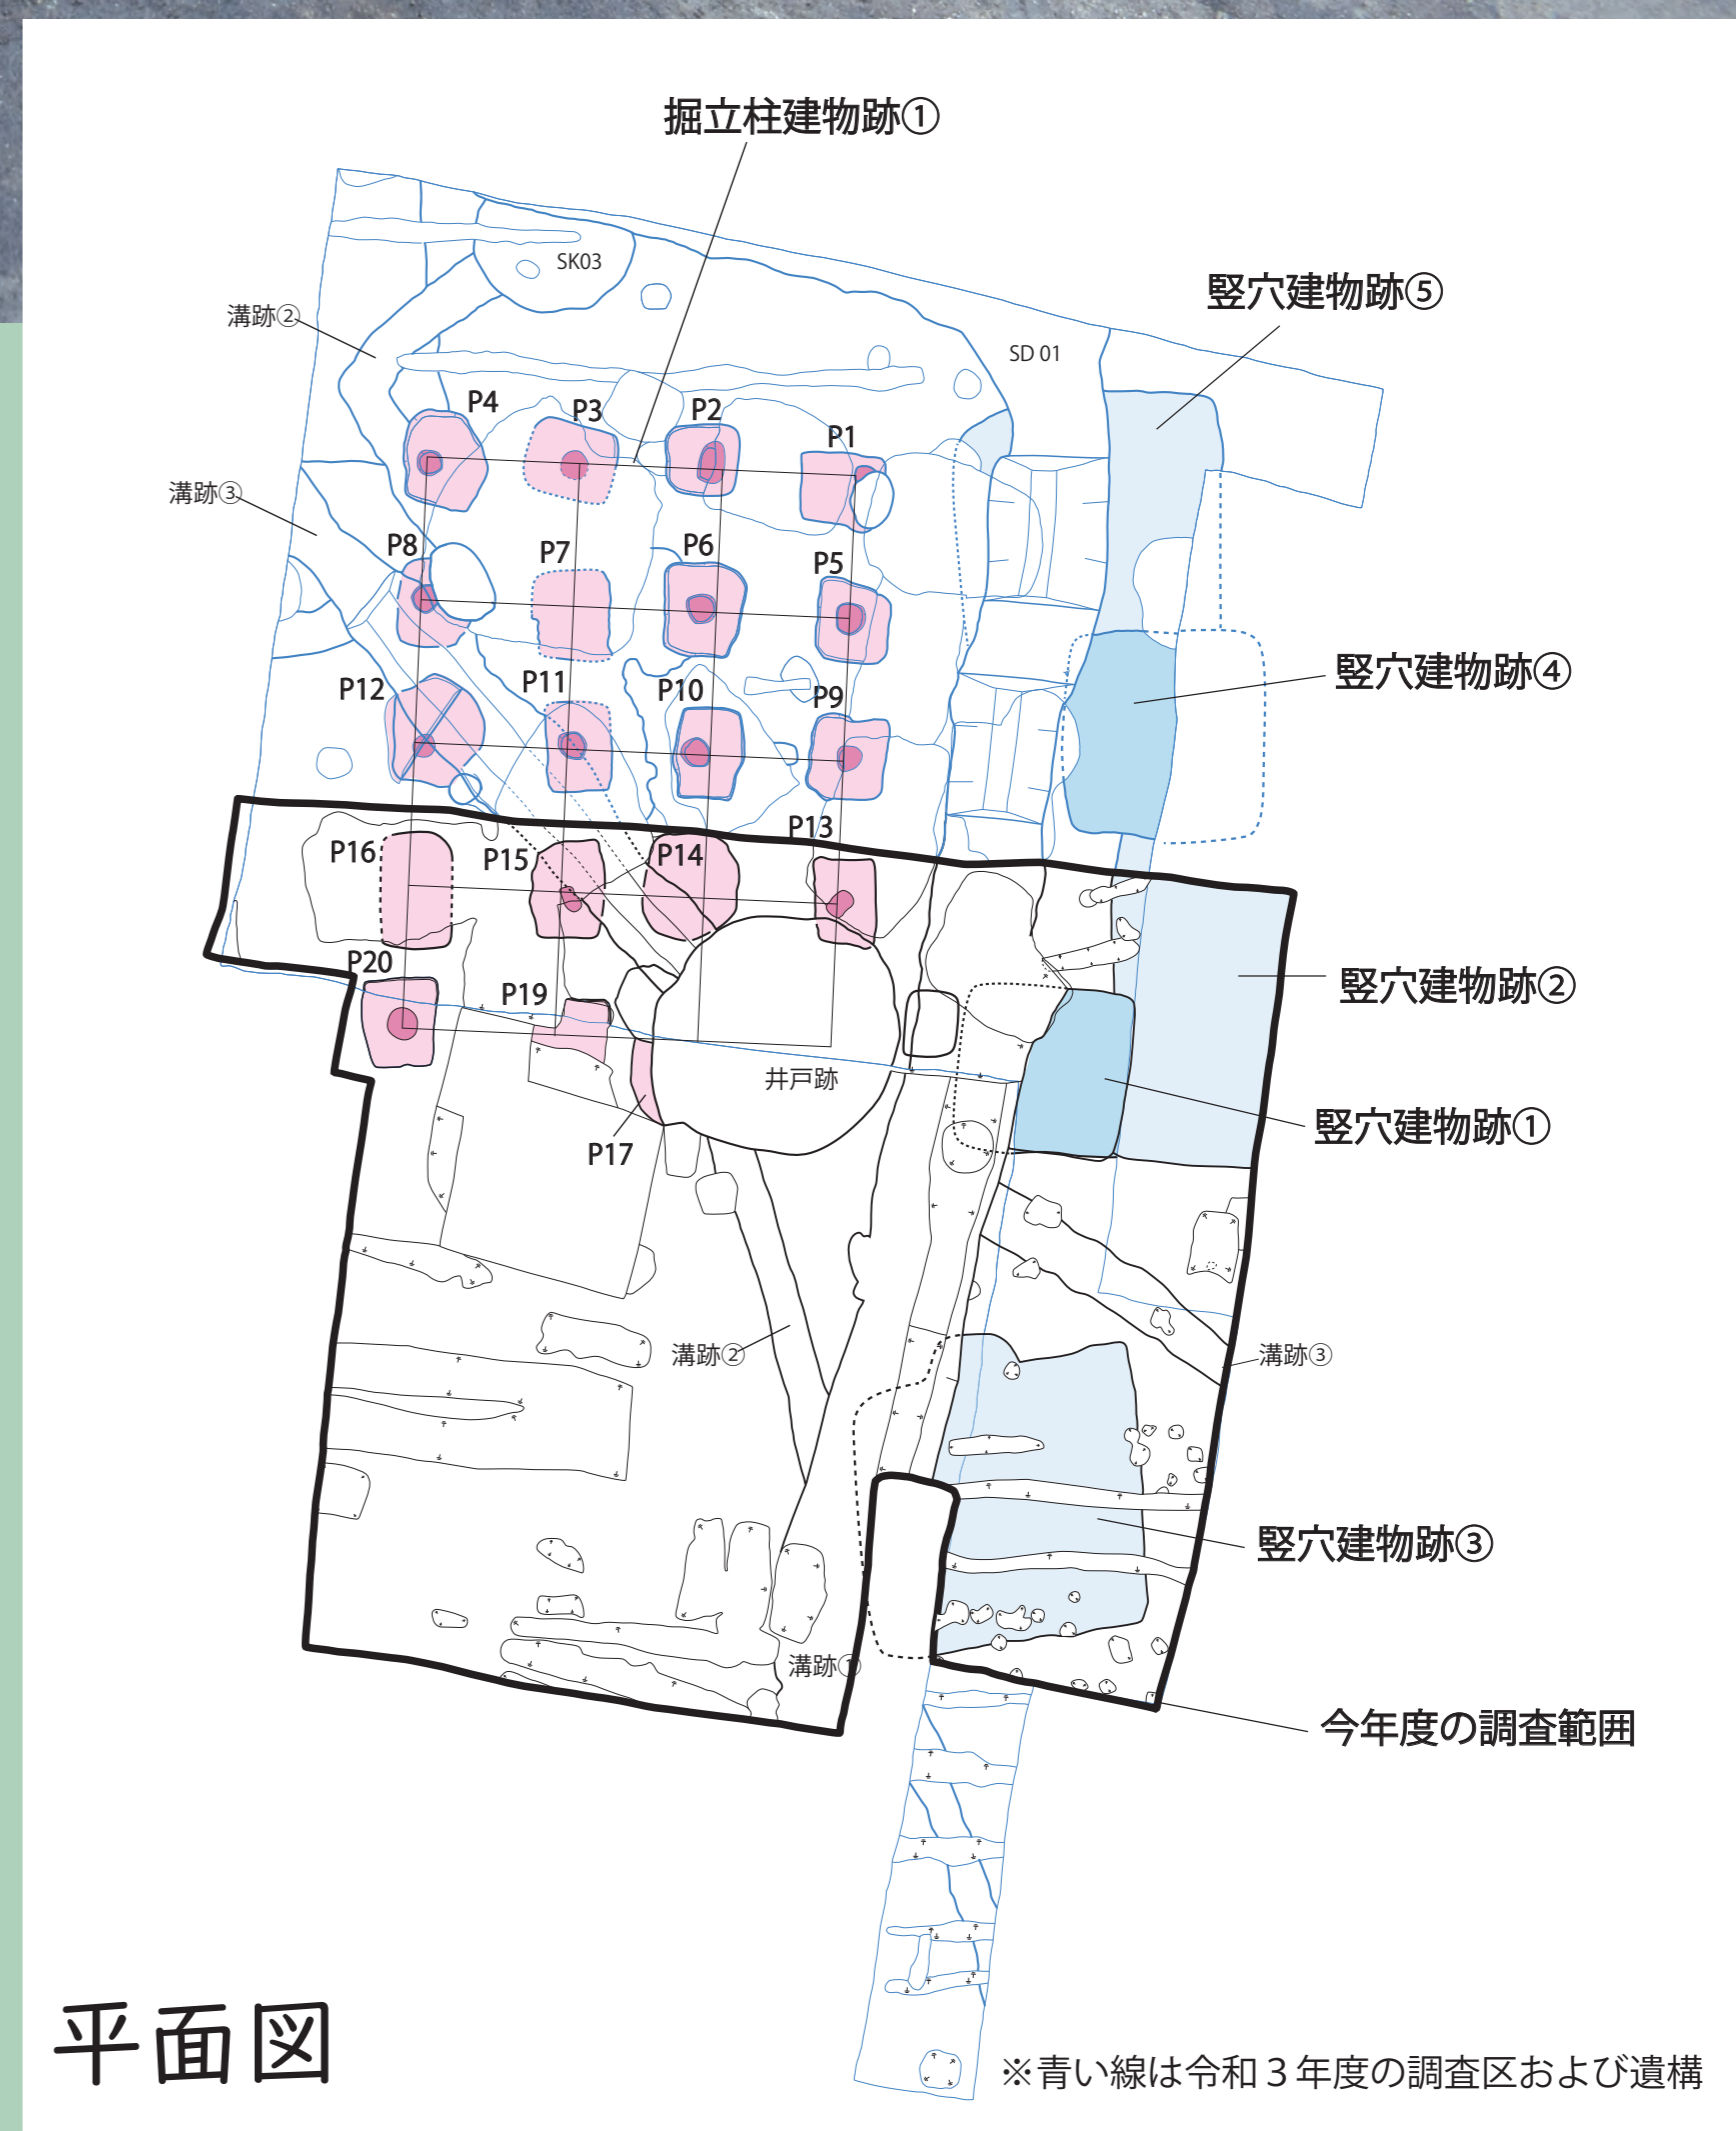 掘立柱建物跡①
SK03
竪穴建物跡⑤
溝跡②
SD 01
P4
P3
P2
P1
溝跡③
P8
P7
P6
P5
竪穴建物跡④
P12
P11
P10
P9
P16
P15
P14
P13
P20
P19
竪穴建物跡②
井戸跡
竪穴建物跡①
P17
溝跡②
溝跡③
竪穴建物跡③
溝跡①
今年度の調査範囲
平面図
※青い線は令和３年度の調査区および遺構